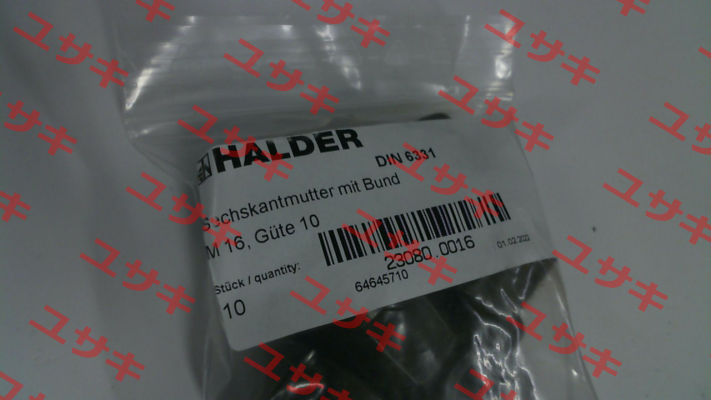 HALDER
DIN 6331
Sechskantmutter mit Bund
M 16, Güte 10
23080 0016
Stück / quantity:
64645710
10
ユサキ